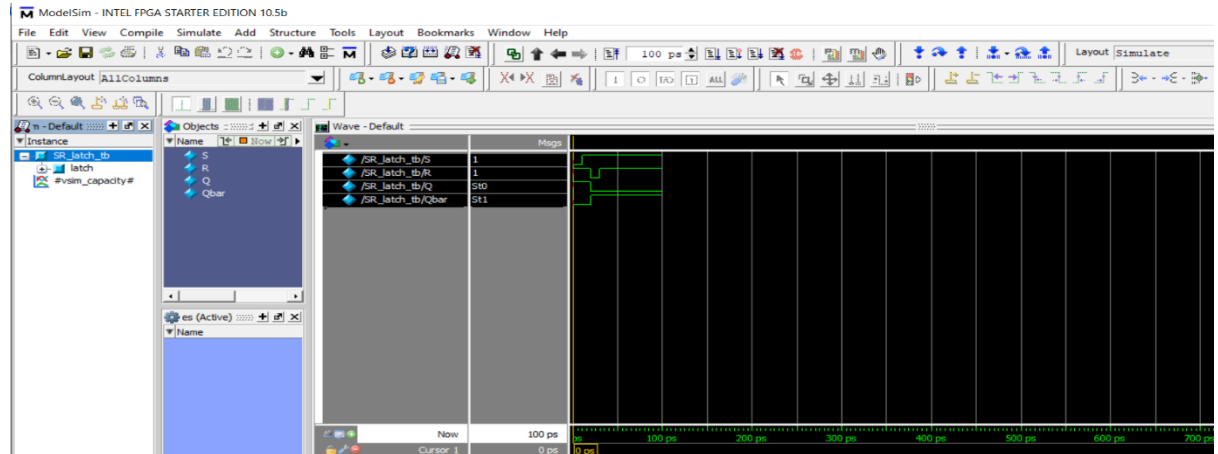 ModelSim - INTEL FPGA STARTER EDITION 10.5b
File Edit View Compile Simulate Add Structure Tools Layout Bookmarks Window Help
100 ps
Layout Simulate
ColumnLayout AllColumns
n - Default
Objects
Wave - Default
Instance
Name
Now
Msgs
SR_latch_tb
latch
#vsim_capacity#
S
R
Q
Qbar
/SR_latch_tb/S 1
/SR_latch_tb/R 1
/SR_latch_tb/Q St0
/SR_latch_tb/Qbar St1
es (Active)
Name
Now 100 ps
ps 100 ps 200 ps 300 ps 400 ps 500 ps 600 ps 700 ps
Cursor 1 0 ps 0 ps